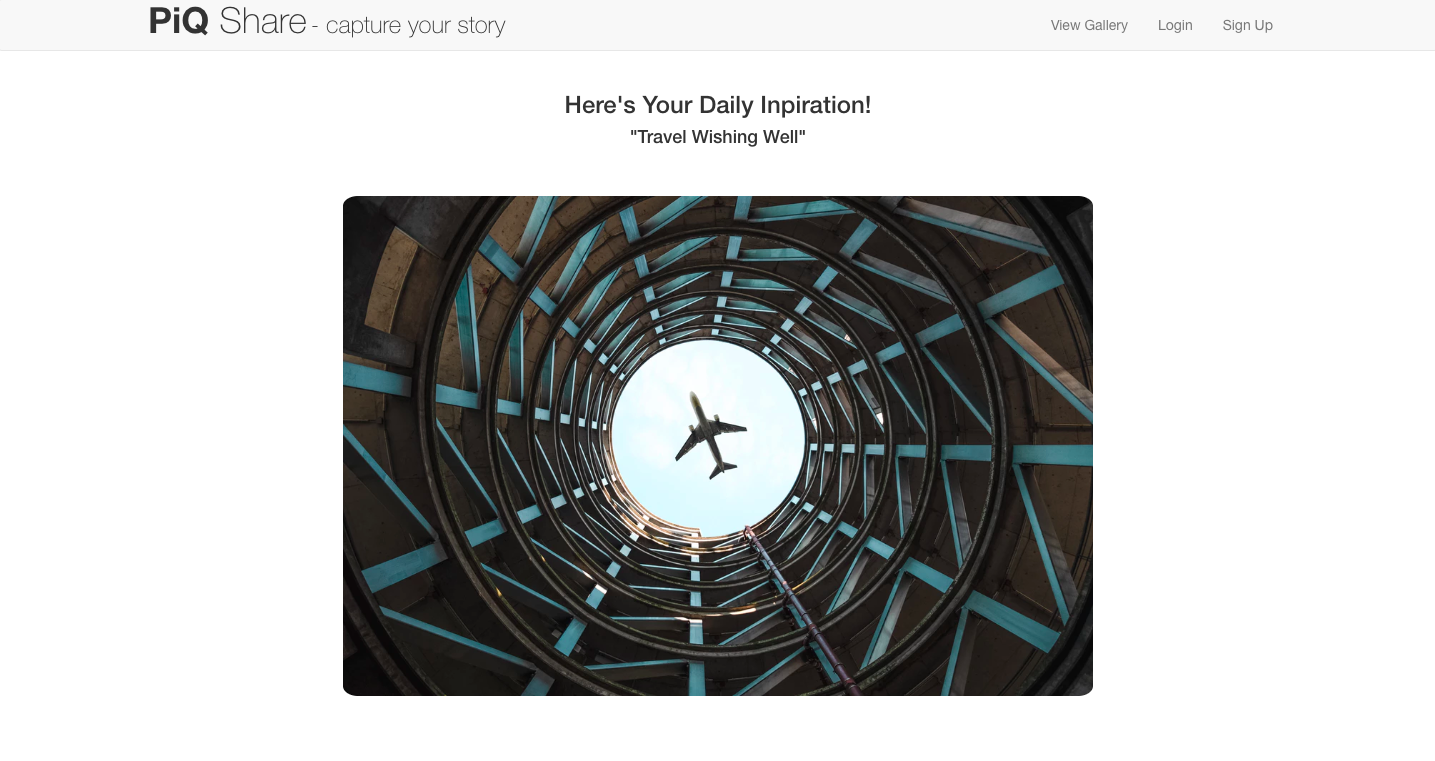 PiQ Share - capture your story
View Gallery
Login
Sign Up
Here's Your Daily Inpiration!
"Travel Wishing Well"